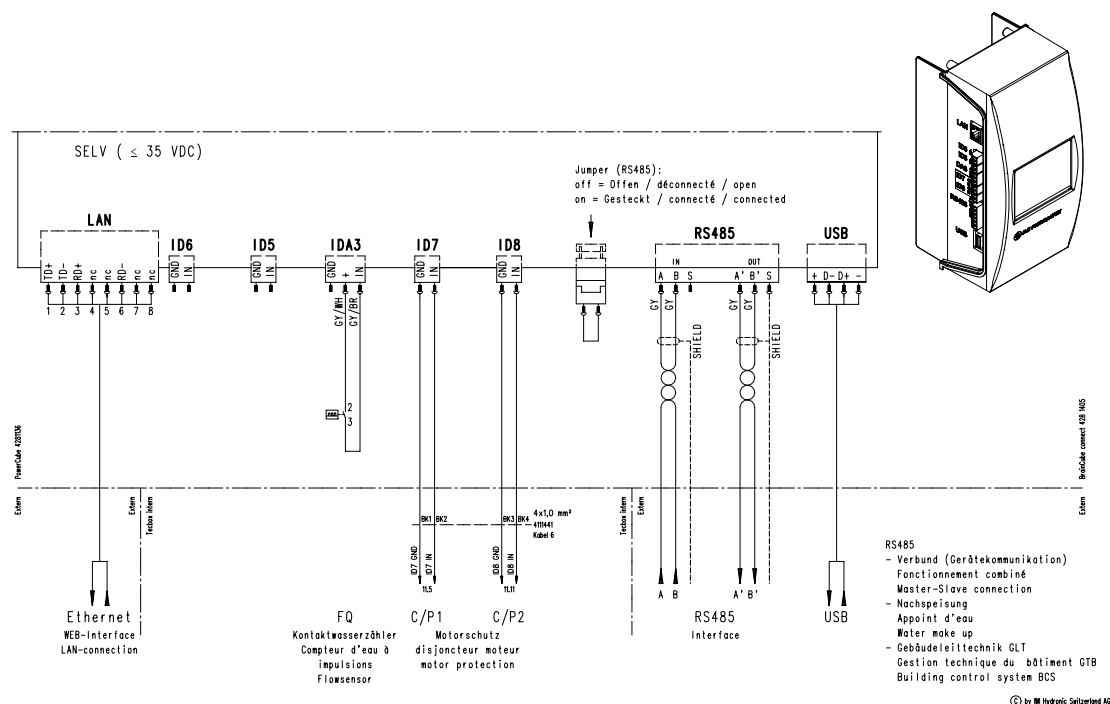 SELV ( ≤ 35 VDC)
Jumper (RS485):
off = Offen / déconnecté / open
on = Gesteckt / connecté / connected
LAN
TD+ TD- RD+ nc nc RD- nc nc
1 2 3 4 5 6 7 8
ID6
GND IN
ID5
GND IN
IDA3
GND + IN
GY/WH GY/BR
2
3
ID7
GND IN
ID8
GND IN
RS485
IN OUT
A B S A' B' S
GY GY GY GY
SHIELD SHIELD
USB
+ D- D+ -
LAN
ID6
ID5
ID7
ID8
RS485
USB
PowerCube 4281136
BrainCube connect 428 1405
Extern
Extern
Tecbox intern
Tecbox intern
Extern
Extern
BK1 BK2 BK3 BK4
4x1,0 mm²
4111441
Kabel 6
ID7 GND ID7 IN
ID8 GND ID8 IN
11.5 11.11
A B A' B'
Ethernet
WEB-Interface
LAN-connection
FQ
Kontaktwasserzähler
Compteur d'eau à
impulsions
Flowsensor
C/P1 C/P2
Motorschutz
disjoncteur moteur
motor protection
RS485
Interface
USB
RS485
- Verbund (Gerätekommunikation)
Fonctionnement combiné
Master-Slave connection
- Nachspeisung
Appoint d'eau
Water make up
- Gebäudeleittechnik GLT
Gestion technique du bâtiment GTB
Building control system BCS
© by IMI Hydronic Switzerland AG